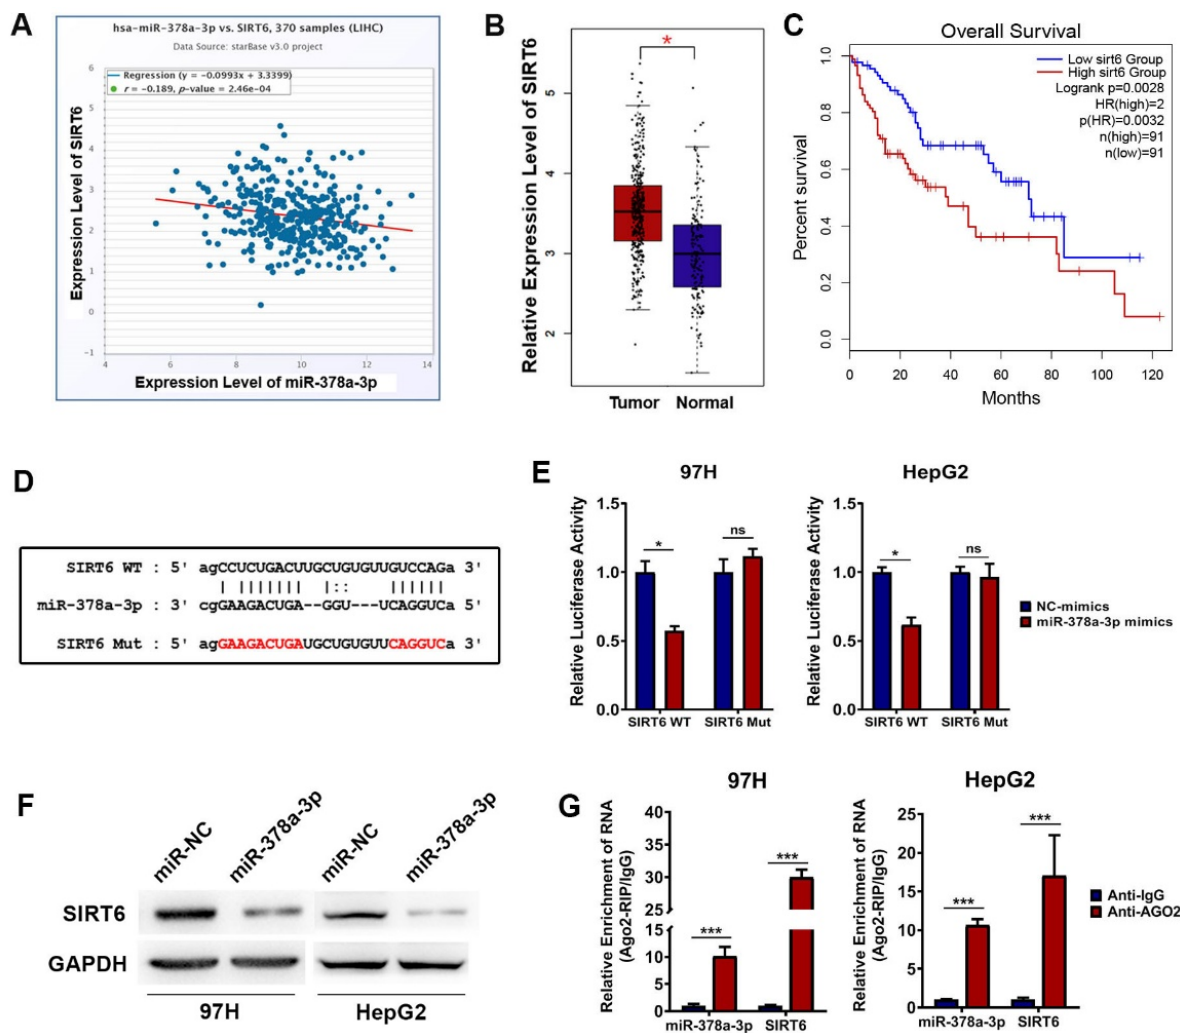 A
hsa-miR-378a-3p vs. SIRT6, 370 samples (LIHC)
Data Source: starBase v3.0 project
Regression (y = −0.0993x + 3.3399)
r = −0.189, p-value = 2.46e−04
Expression Level of SIRT6
6
5
4
3
2
1
0
−1
4
6
8
10
12
14
Expression Level of miR-378a-3p
B
Relative Expression Level of SIRT6
*
5
4
3
2
Tumor Normal
C
Overall Survival
Low sirt6 Group
High sirt6 Group
Logrank p=0.0028
HR(high)=2
p(HR)=0.0032
n(high)=91
n(low)=91
Percent survival
1.0
0.8
0.6
0.4
0.2
0.0
0 20 40 60 80 100 120
Months
D
SIRT6 WT : 5' agCCUCUGACUUGCUGUGUUGUCCAGa 3'
miR-378a-3p : 3' cgGAAGACUGA--GGU---UCAGGUCa 5'
SIRT6 Mut : 5' agGAAGACUGAUGCUGUGUUCAGGUCa 3'
E
97H
Relative Luciferase Activity
1.5
1.0
0.5
0.0
*
ns
SIRT6 WT SIRT6 Mut
HepG2
Relative Luciferase Activity
1.5
1.0
0.5
0.0
*
ns
SIRT6 WT SIRT6 Mut
NC-mimics
miR-378a-3p mimics
F
miR-NC
miR-378a-3p
miR-NC
miR-378a-3p
SIRT6
GAPDH
97H
HepG2
G
97H
Relative Enrichment of RNA
(Ago2-RIP/IgG)
40
35
30
25
15
10
5
0
***
***
miR-378a-3p SIRT6
HepG2
Relative Enrichment of RNA
(Ago2-RIP/IgG)
25
20
15
10
5
0
***
***
miR-378a-3p SIRT6
Anti-IgG
Anti-AGO2